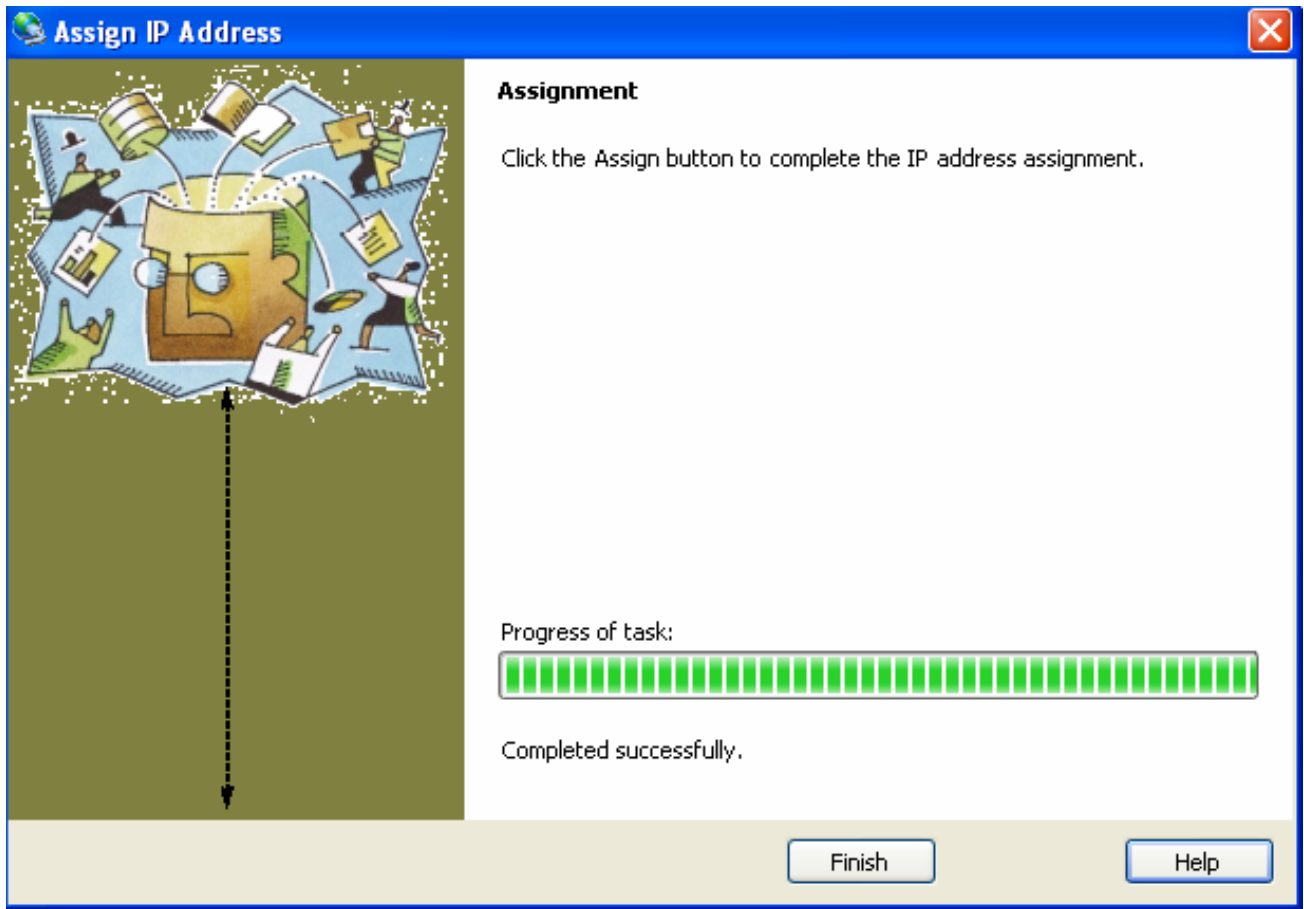 Assign IP Address
Assignment
Click the Assign button to complete the IP address assignment.
Progress of task:
Completed successfully.
Finish
Help